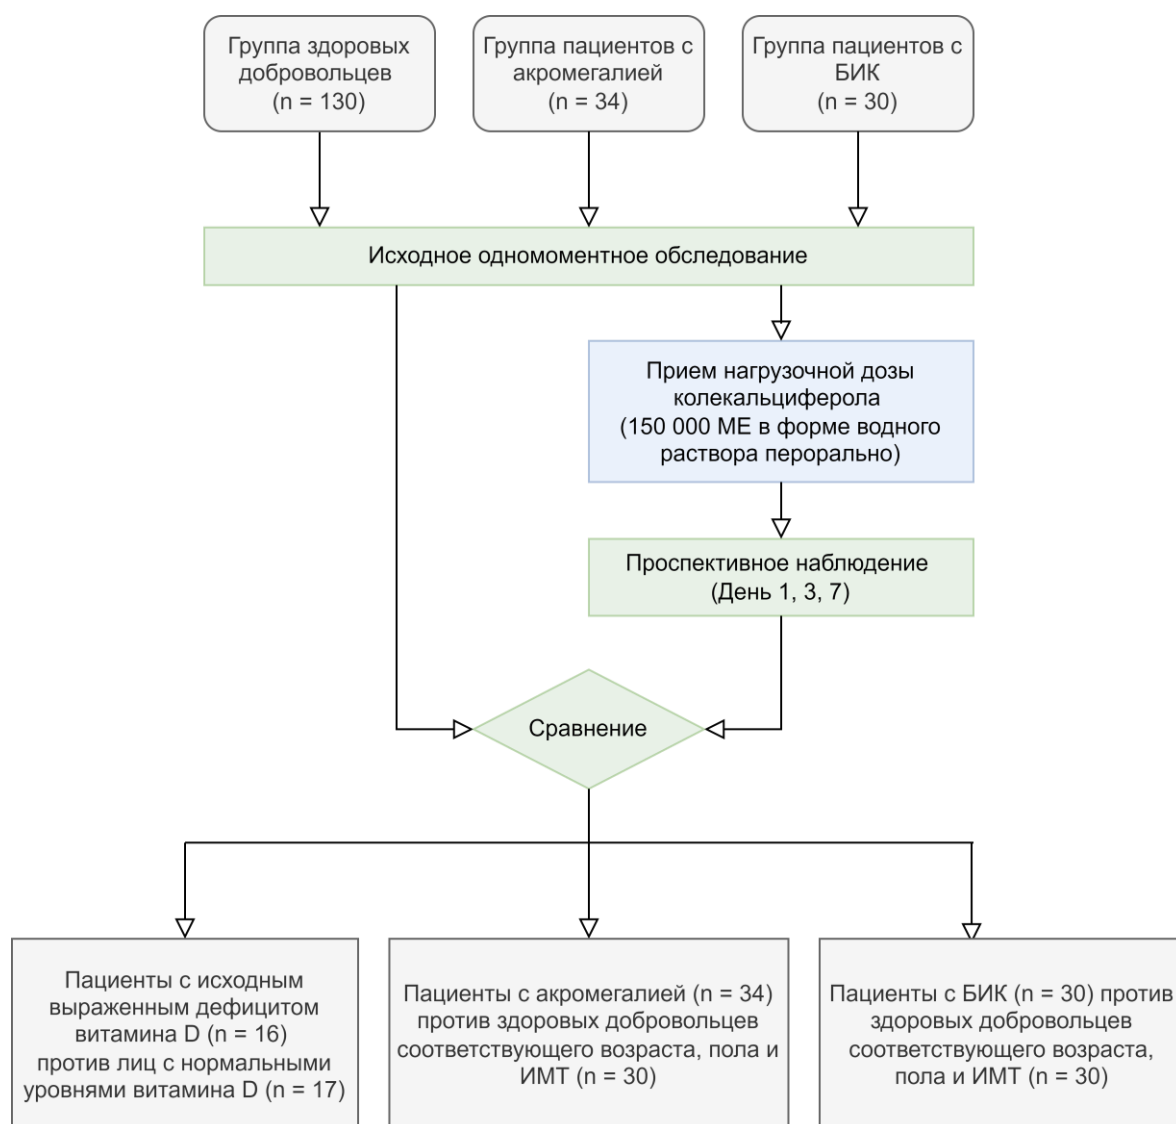 Группа здоровых
добровольцев
(n = 130)
Группа пациентов с
акромегалией
(n = 34)
Группа пациентов с
БИК
(n = 30)
Исходное одномоментное обследование
Прием нагрузочной дозы
колекальциферола
(150 000 МЕ в форме водного
раствора перорально)
Проспективное наблюдение
(День 1, 3, 7)
Сравнение
Пациенты с исходным
выраженным дефицитом
витамина D (n = 16)
против лиц с нормальными
уровнями витамина D (n = 17)
Пациенты с акромегалией (n = 34)
против здоровых добровольцев
соответствующего возраста, пола и
ИМТ (n = 30)
Пациенты с БИК (n = 30) против
здоровых добровольцев
соответствующего возраста,
пола и ИМТ (n = 30)